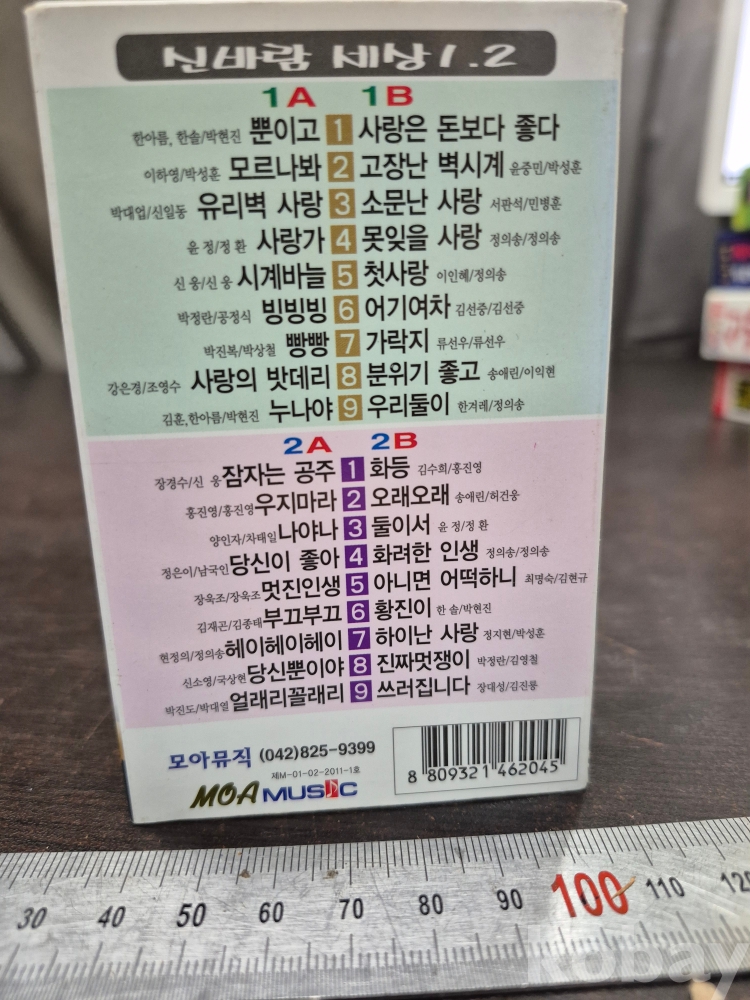 신바람 세상 1.2
1A 1B
한아름, 한솔/박현진 뿐이고 1 사랑은 돈보다 좋다
이하영/박성훈 모르나봐 2 고장난 벽시계 윤중민/박성훈
박대업/신일동 유리벽 사랑 3 소문난 사랑 서판석/민병훈
윤 정/정 환 사랑가 4 못잊을 사랑 정의송/정의송
신 웅/신 웅 시계바늘 5 첫사랑 이인혜/정의송
박정란/공정식 빙빙빙 6 어기여차 김선중/김선중
박진복/박상철 빵빵 7 가락지 류선우/류선우
강은경/조영수 사랑의 밧데리 8 분위기 좋고 송애린/이익현
김훈,한아름/박현진 누나야 9 우리둘이 한겨레/정의송
2A 2B
장경수/신 웅 잠자는 공주 1 화등 김수희/홍진영
홍진영/홍진영 우지마라 2 오래오래 송애린/허건웅
양인자/차태일 나야나 3 둘이서 윤 정/정 환
정은이/남국인 당신이 좋아 4 화려한 인생 정의송/정의송
장욱조/장욱조 멋진인생 5 아니면 어떡하니 최명숙/김현규
김재곤/김종태 부끄부끄 6 황진이 한 솔/박현진
현정의/정의송 헤이헤이헤이 7 하이난 사랑 정지현/박성훈
신소영/국상현 당신뿐이야 8 진짜멋쟁이 박정란/김영철
박진도/박대일 얼래리꼴래리 9 쓰러집니다 장대성/김진룡
모아뮤직 (042)825-9399
제M-01-02-2011-1호
MOA MUSIC
8 809321 462045
30 40 50 60 70 80 90 100 110 120
kobay